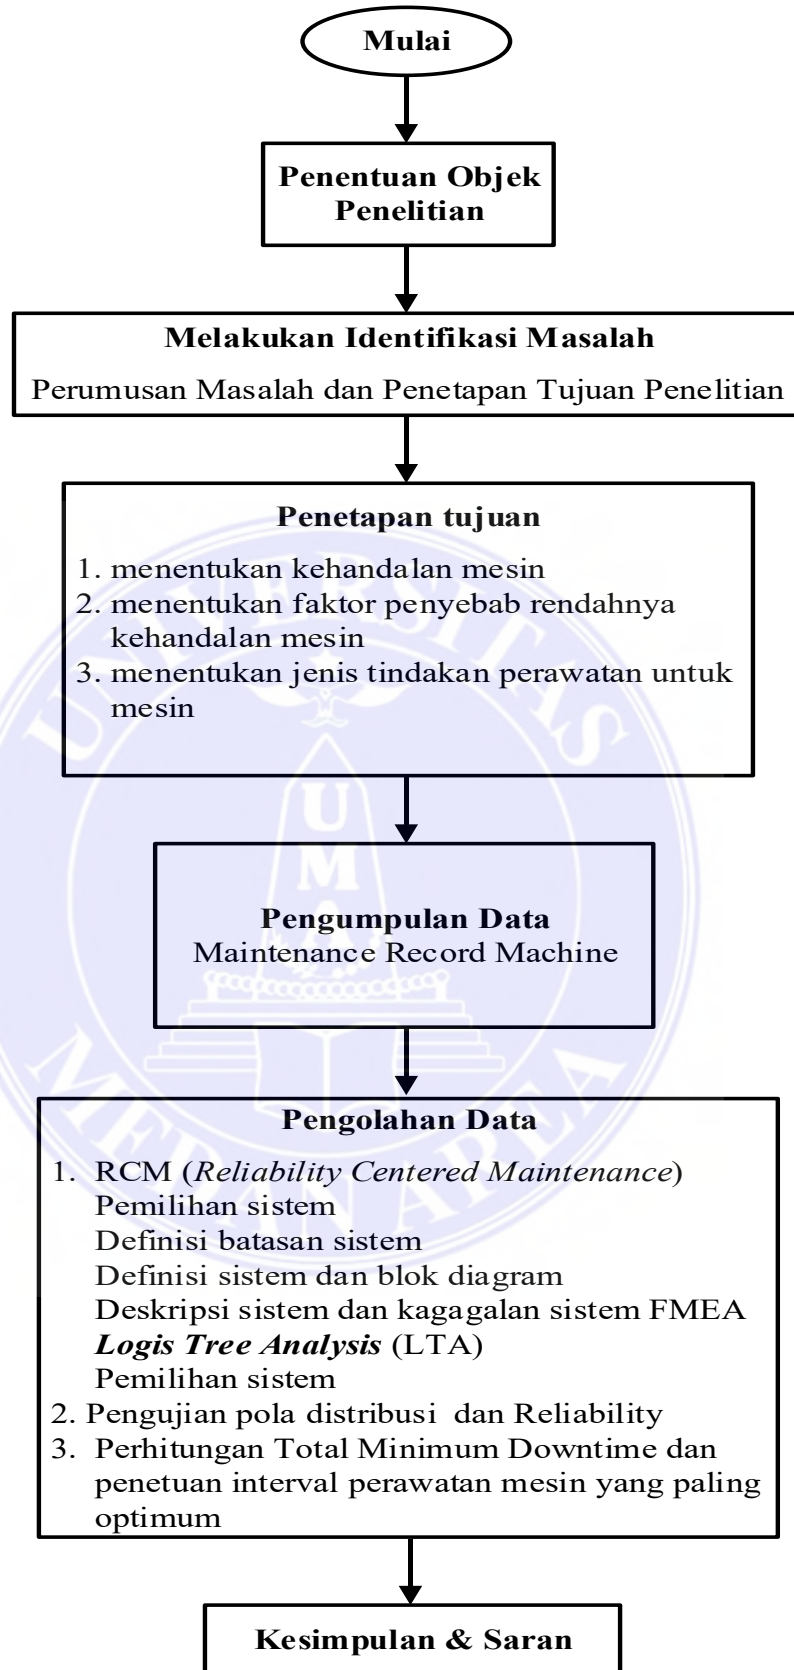 Mulai
Penentuan Objek
Penelitian
Melakukan Identifikasi Masalah
Perumusan Masalah dan Penetapan Tujuan Penelitian
Penetapan tujuan
1. menentukan kehandalan mesin
2. menentukan faktor penyebab rendahnya
kehandalan mesin
3. menentukan jenis tindakan perawatan untuk
mesin
Pengumpulan Data
Maintenance Record Machine
Pengolahan Data
1. RCM (Reliability Centered Maintenance)
Pemilihan sistem
Definisi batasan sistem
Definisi sistem dan blok diagram
Deskripsi sistem dan kagagalan sistem FMEA
Logis Tree Analysis (LTA)
Pemilihan sistem
2. Pengujian pola distribusi dan Reliability
3. Perhitungan Total Minimum Downtime dan
penetuan interval perawatan mesin yang paling
optimum
Kesimpulan & Saran
UNIVERSITAS
MEDAN AREA
U
M
A